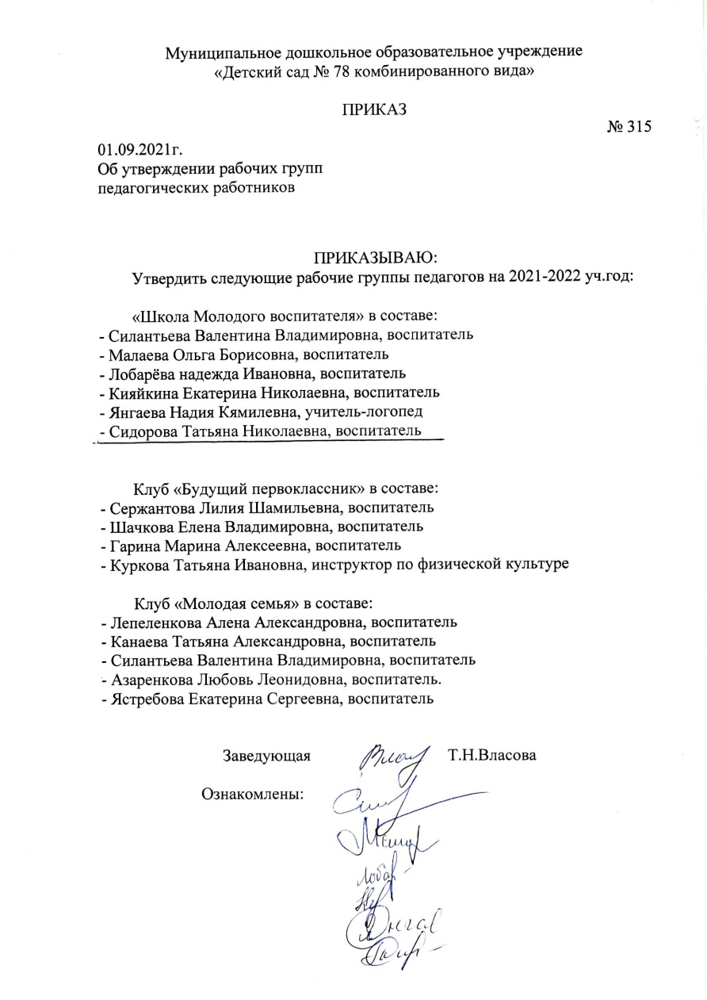 Муниципальное дошкольное образовательное учреждение
«Детский сад № 78 комбинированного вида»
ПРИКАЗ
№ 315
01.09.2021г.
Об утверждении рабочих групп
педагогических работников
ПРИКАЗЫВАЮ:
Утвердить следующие рабочие группы педагогов на 2021-2022 уч.год:
«Школа Молодого воспитателя» в составе:
- Силантьева Валентина Владимировна, воспитатель
- Малаева Ольга Борисовна, воспитатель
- Лобарёва надежда Ивановна, воспитатель
- Кияйкина Екатерина Николаевна, воспитатель
- Янгаева Надия Кямилевна, учитель-логопед
- Сидорова Татьяна Николаевна, воспитатель
Клуб «Будущий первоклассник» в составе:
- Сержантова Лилия Шамильевна, воспитатель
- Шачкова Елена Владимировна, воспитатель
- Гарина Марина Алексеевна, воспитатель
- Куркова Татьяна Ивановна, инструктор по физической культуре
Клуб «Молодая семья» в составе:
- Лепеленкова Алена Александровна, воспитатель
- Канаева Татьяна Александровна, воспитатель
- Силантьева Валентина Владимировна, воспитатель
- Азаренкова Любовь Леонидовна, воспитатель.
- Ястребова Екатерина Сергеевна, воспитатель
Заведующая Т.Н.Власова
Ознакомлены: